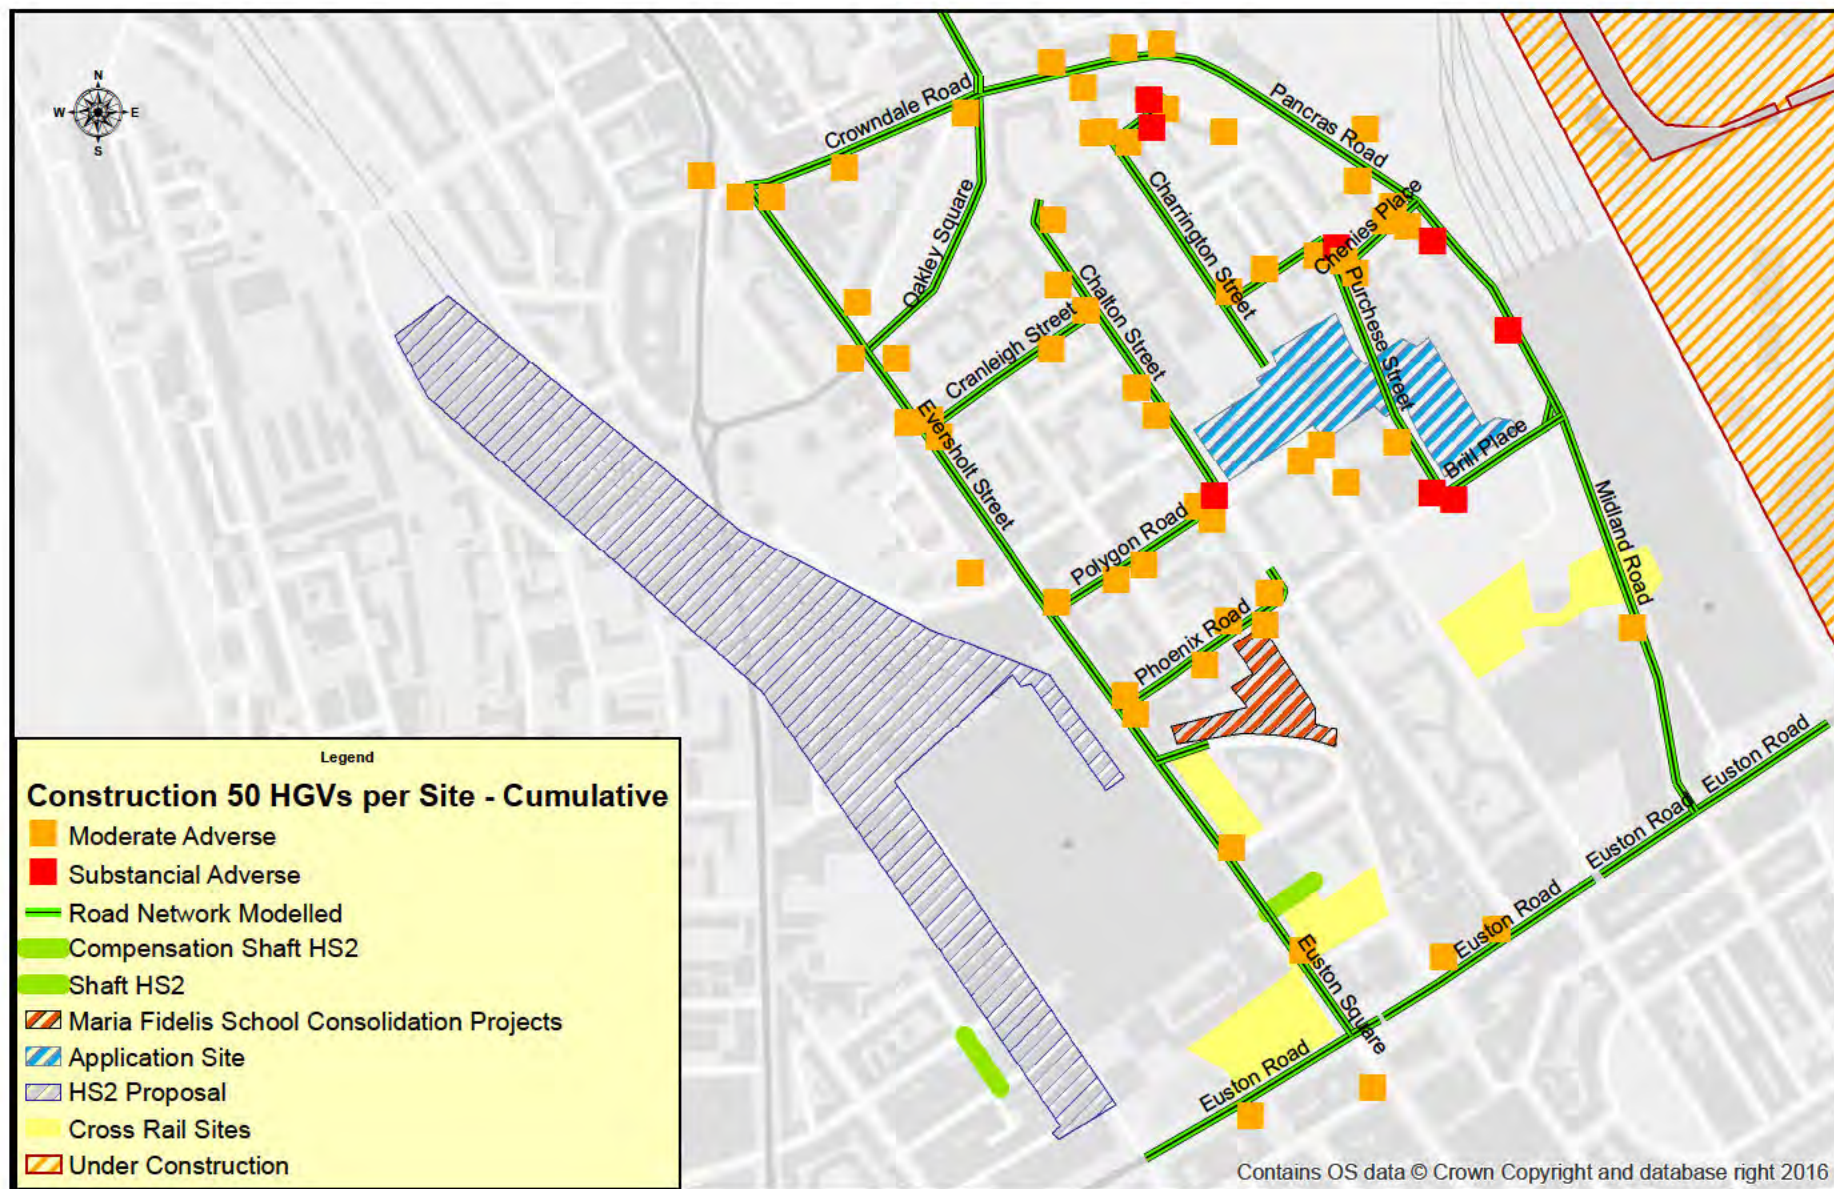 N
W E
S
Crowndale Road
Pancras Road
Oakley Square
Charrington Street
Chenies Place
Chalton Street
Cranleigh Street
Purchese Street
Eversholt Street
Brill Place
Polygon Road
Midland Road
Phoenix Road
Euston Road
Euston Road
Euston Road
Euston Square
Euston Road
Legend
Construction 50 HGVs per Site - Cumulative
Moderate Adverse
Substancial Adverse
Road Network Modelled
Compensation Shaft HS2
Shaft HS2
Maria Fidelis School Consolidation Projects
Application Site
HS2 Proposal
Cross Rail Sites
Under Construction
Contains OS data © Crown Copyright and database right 2016